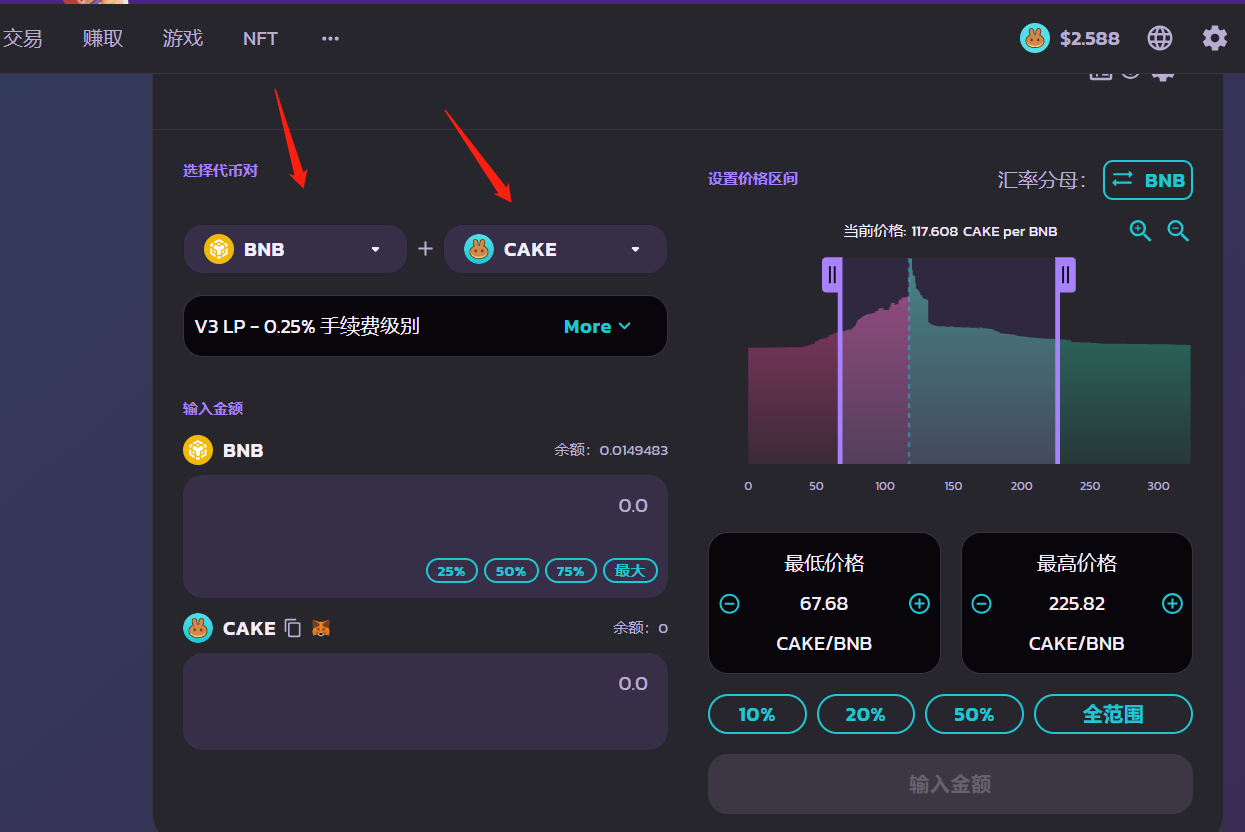 交易 赚取 游戏 NFT ••• $2.588
选择代币对
BNB + CAKE
V3 LP - 0.25% 手续费级别 More
输入金额
BNB 余额：0.0149483
0.0
25% 50% 75% 最大
CAKE 余额：0
0.0
设置价格区间 汇率分母： BNB
当前价格: 117.608 CAKE per BNB
0 50 100 150 200 250 300
最低价格
67.68
CAKE/BNB
最高价格
225.82
CAKE/BNB
10% 20% 50% 全范围
输入金额